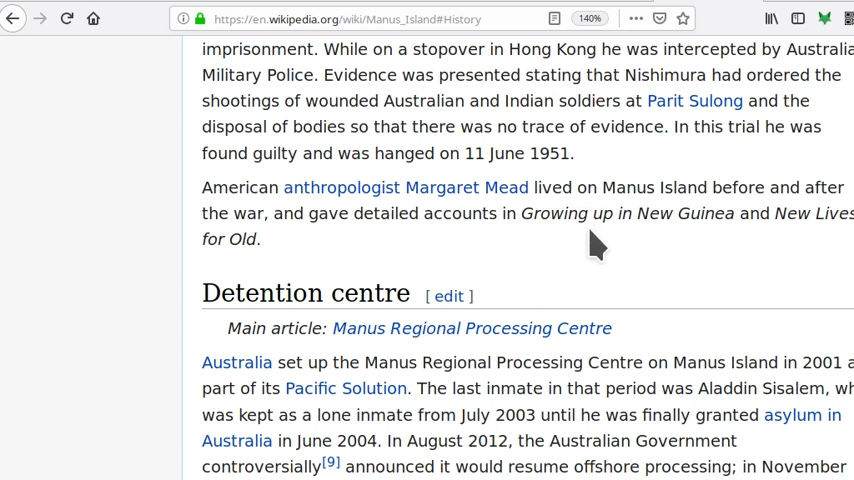 https://en.wikipedia.org/wiki/Manus_Island#History
140%
imprisonment. While on a stopover in Hong Kong he was intercepted by Australia
Military Police. Evidence was presented stating that Nishimura had ordered the
shootings of wounded Australian and Indian soldiers at Parit Sulong and the
disposal of bodies so that there was no trace of evidence. In this trial he was
found guilty and was hanged on 11 June 1951.
American anthropologist Margaret Mead lived on Manus Island before and after
the war, and gave detailed accounts in Growing up in New Guinea and New Lives
for Old.
Detention centre [ edit ]
Main article: Manus Regional Processing Centre
Australia set up the Manus Regional Processing Centre on Manus Island in 2001 a
part of its Pacific Solution. The last inmate in that period was Aladdin Sisalem, wh
was kept as a lone inmate from July 2003 until he was finally granted asylum in
Australia in June 2004. In August 2012, the Australian Government
controversially[9] announced it would resume offshore processing; in November